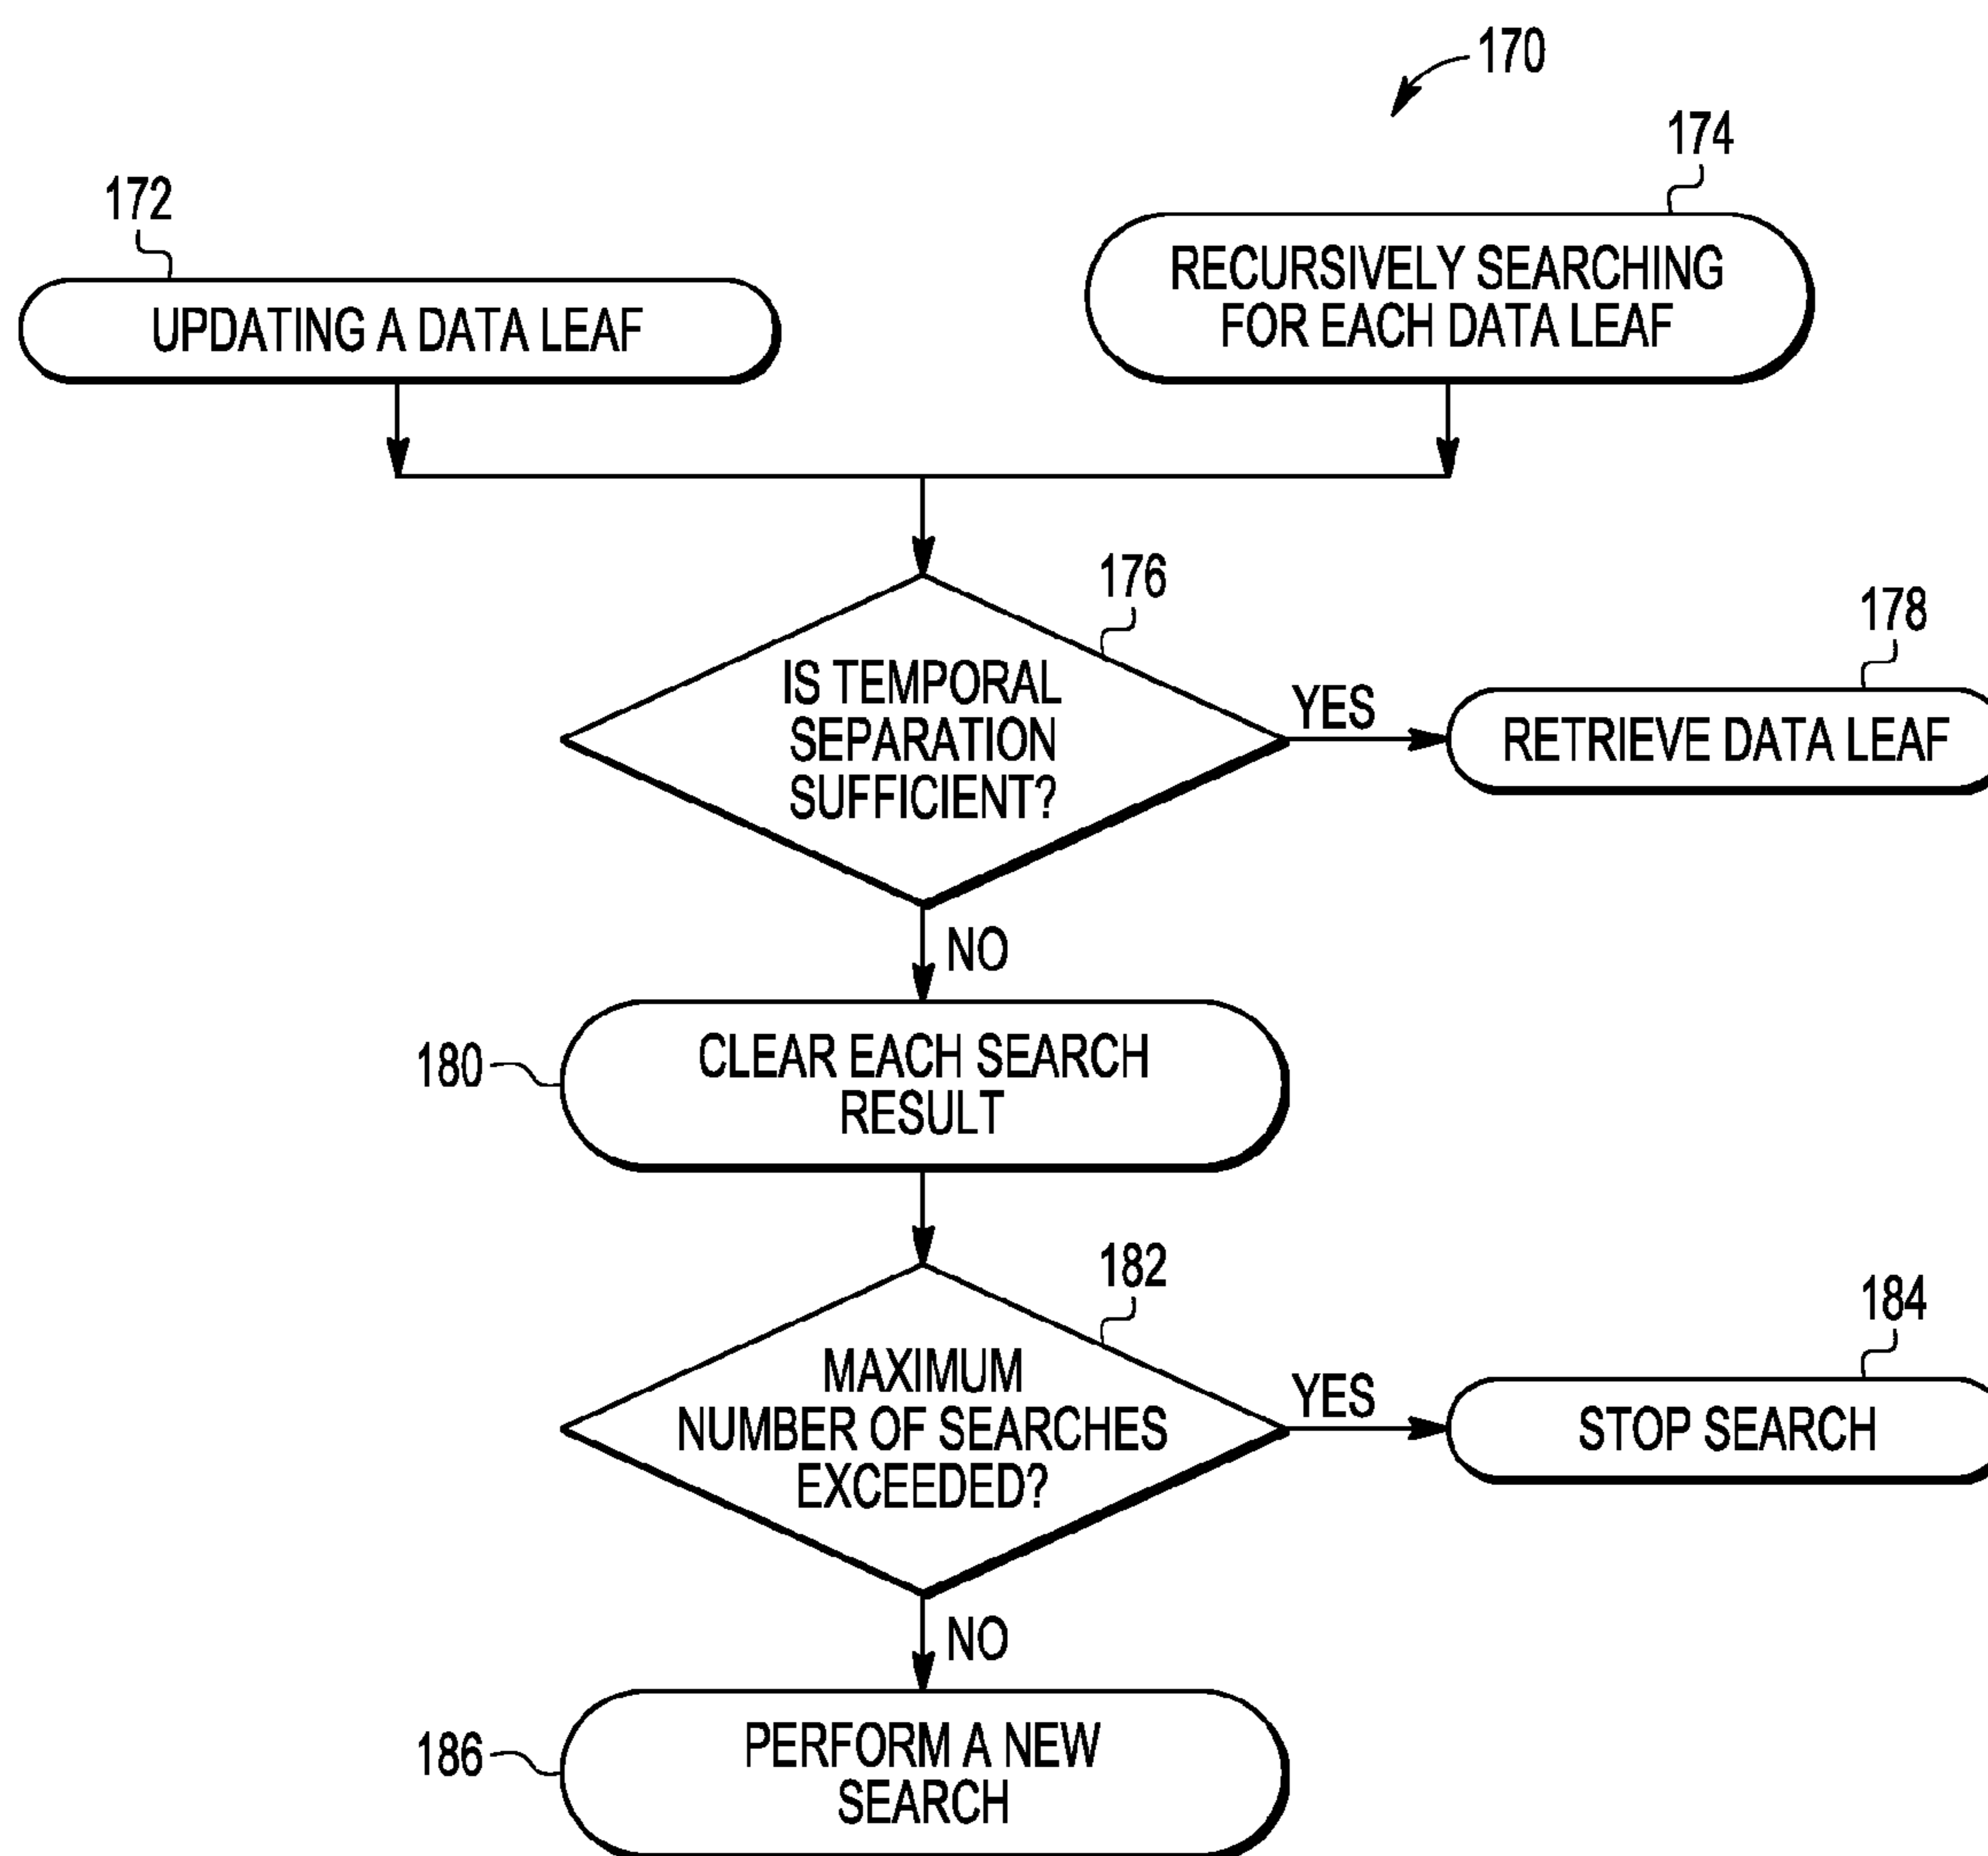 170
174
172
RECURSIVELY SEARCHING
FOR EACH DATA LEAF
UPDATING A DATA LEAF
176
178
IS TEMPORAL
SEPARATION
SUFFICIENT?
YES
RETRIEVE DATA LEAF
NO
180
CLEAR EACH SEARCH
RESULT
182
184
MAXIMUM
NUMBER OF SEARCHES
EXCEEDED?
YES
STOP SEARCH
NO
186
PERFORM A NEW
SEARCH